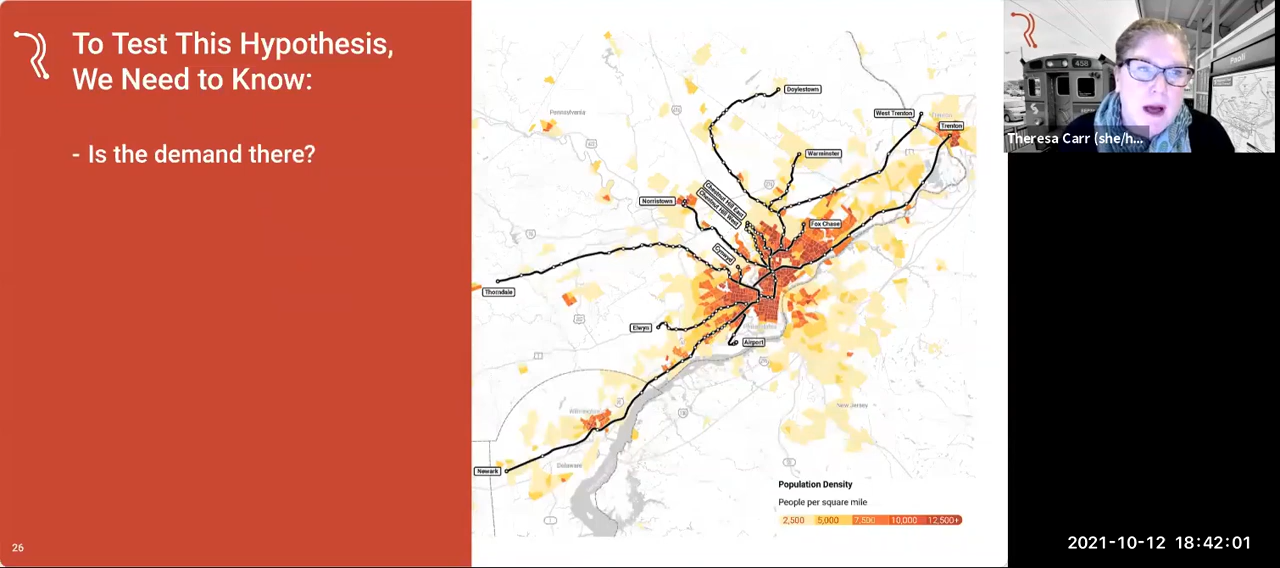 To Test This Hypothesis,
We Need to Know:
- Is the demand there?
26
Doylestown
West Trenton
Trenton
Pennsylvania
Warminster
Norristown
Chestnut Hill East
Chestnut Hill West
Fox Chase
Cynwyd
Thorndale
Elwyn
Airport
Philadelphia
Wilmington
New Jersey
Newark
Delaware
Population Density
People per square mile
2,500 5,000 7,500 10,000 12,500+
458
Paoli
Theresa Carr (she/h...
2021-10-12 18:42:01